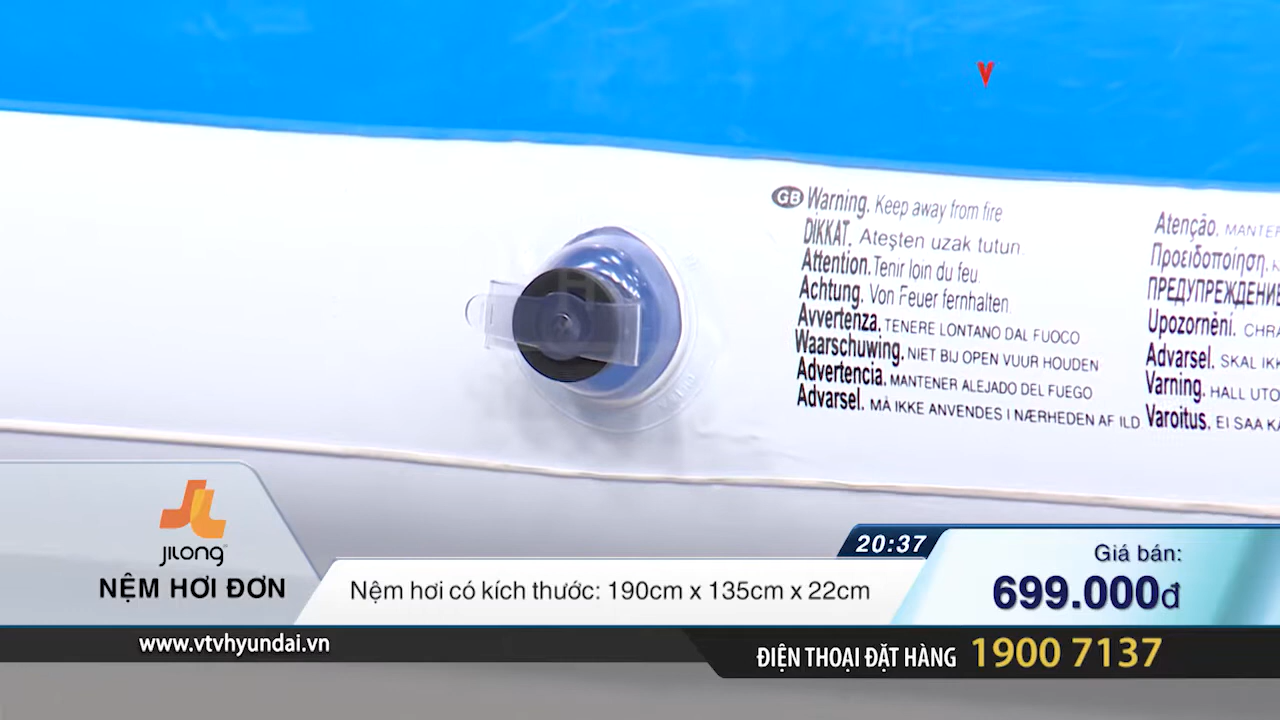 V
GB Warning. Keep away from fire
DİKKAT. Ateşten uzak tutun.
Attention. Tenir loin du feu.
Achtung. Von Feuer fernhalten.
Avvertenza. TENERE LONTANO DAL FUOCO
Waarschuwing. NIET BIJ OPEN VUUR HOUDEN
Advertencia. MANTENER ALEJADO DEL FUEGO
Advarsel. MÅ IKKE ANVENDES I NÆRHEDEN AF ILD
Atenção.
Προειδοποίηση.
ПРЕДУПРЕЖДЕНИЕ
Upozornění.
Advarsel. SKAL
Varning. HALL
Varoitus. EI SAA
JILONG
NỆM HƠI ĐƠN
Nệm hơi có kích thước: 190cm x 135cm x 22cm
20:37
Giá bán:
699.000đ
www.vtvhyundai.vn
ĐIỆN THOẠI ĐẶT HÀNG 1900 7137